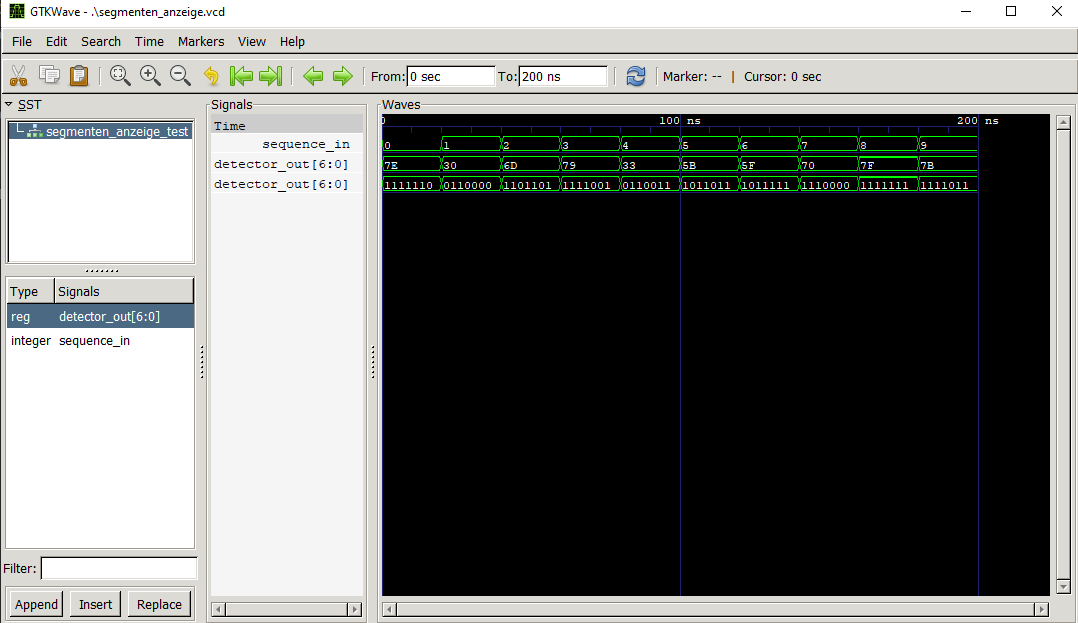 GTKWave - .\segmenten_anzeige.vcd
File Edit Search Time Markers View Help
From: 0 sec To: 200 ns Marker: -- | Cursor: 0 sec
SST
segmenten_anzeige_test
Type Signals
reg detector_out[6:0]
integer sequence_in
Filter:
Append Insert Replace
Signals
Time
sequence_in
detector_out[6:0]
detector_out[6:0]
Waves
0 100 ns 200 ns
0 1 2 3 4 5 6 7 8 9
7E 30 6D 79 33 5B 5F 70 7F 7B
1111110 0110000 1101101 1111001 0110011 1011011 1011111 1110000 1111111 1111011